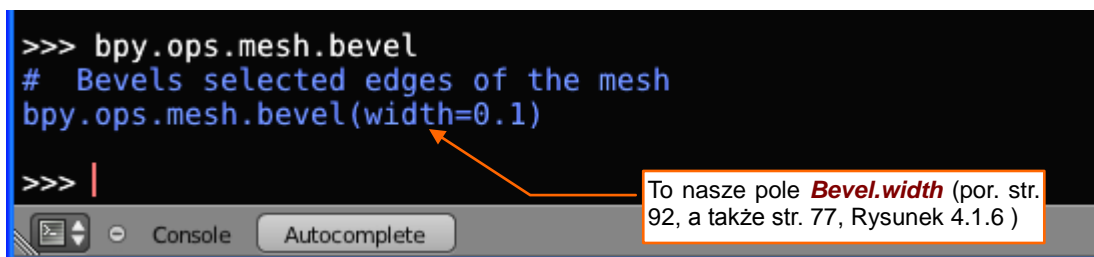 >>> bpy.ops.mesh.bevel
#  Bevels selected edges of the mesh
bpy.ops.mesh.bevel(width=0.1)
>>>
To nasze pole Bevel.width (por. str.
92, a także str. 77, Rysunek 4.1.6 )
Console Autocomplete